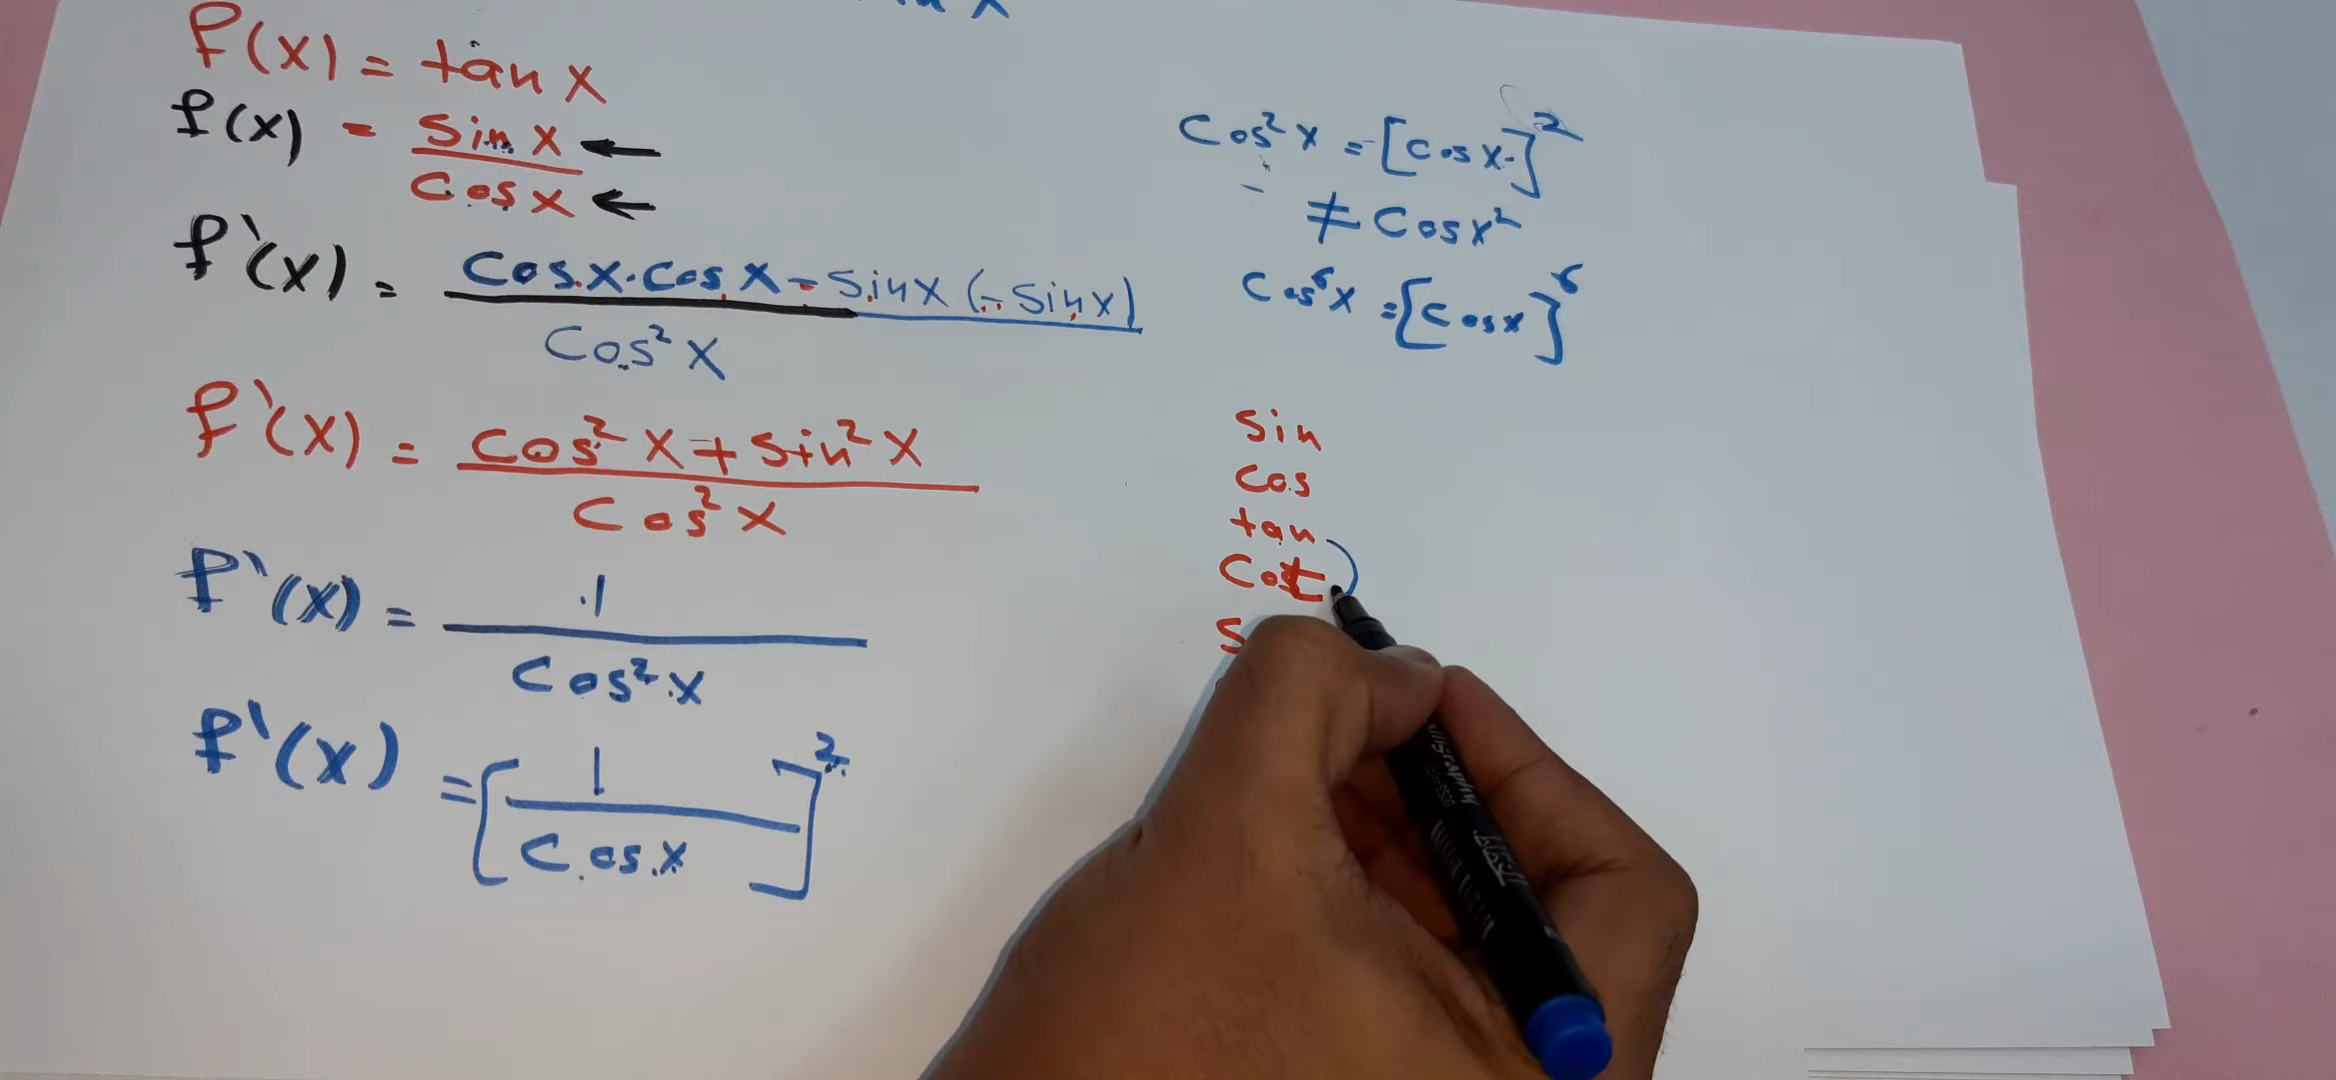 f(x) = tan x
f(x) = sin x / cos x
f'(x) = cos x · cos x - sin x (- sin x) / cos² x
f'(x) = cos² x + sin² x / cos² x
f'(x) = 1 / cos² x
f'(x) = [1 / cos x]²
cos² x = [cos x]²
≠ cos x²
cos⁶ x = [cos x]⁶
sin
cos
tan
cot
s